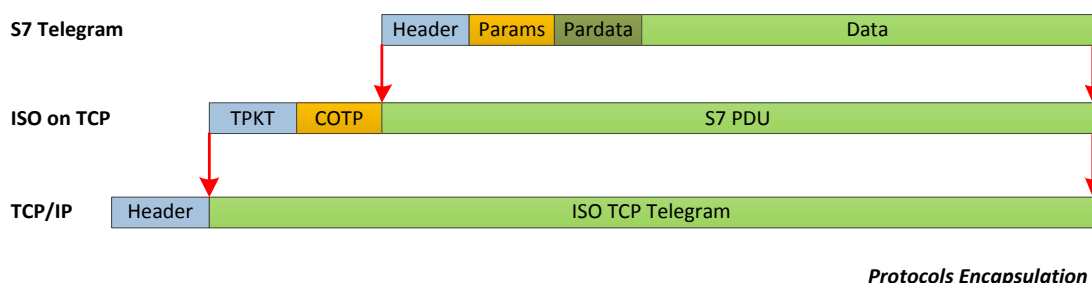 S7 Telegram Header Params Pardata Data
ISO on TCP TPKT COTP S7 PDU
TCP/IP Header ISO TCP Telegram
Protocols Encapsulation